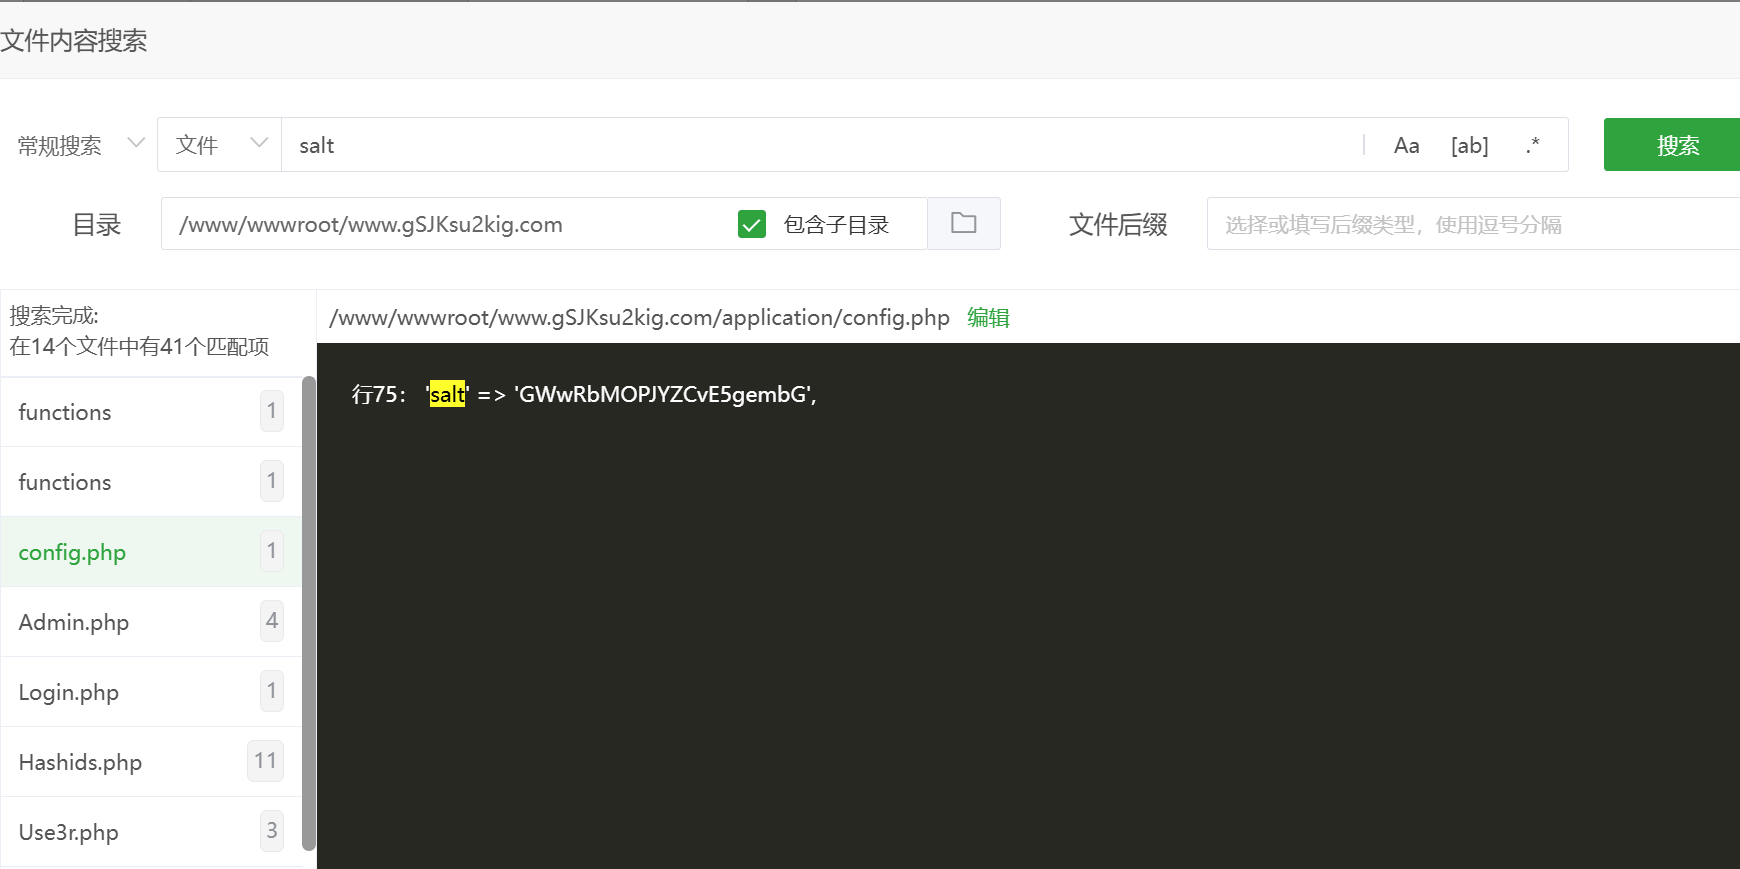 文件内容搜索
常规搜索 文件 salt Aa [ab] .* 搜索
目录 /www/wwwroot/www.gSJKsu2kig.com 包含子目录 文件后缀 选择或填写后缀类型，使用逗号分隔
搜索完成:
在14个文件中有41个匹配项
/www/wwwroot/www.gSJKsu2kig.com/application/config.php 编辑
行75： 'salt' => 'GWwRbMOPJYZCvE5gembG',
functions 1
functions 1
config.php 1
Admin.php 4
Login.php 1
Hashids.php 11
Use3r.php 3